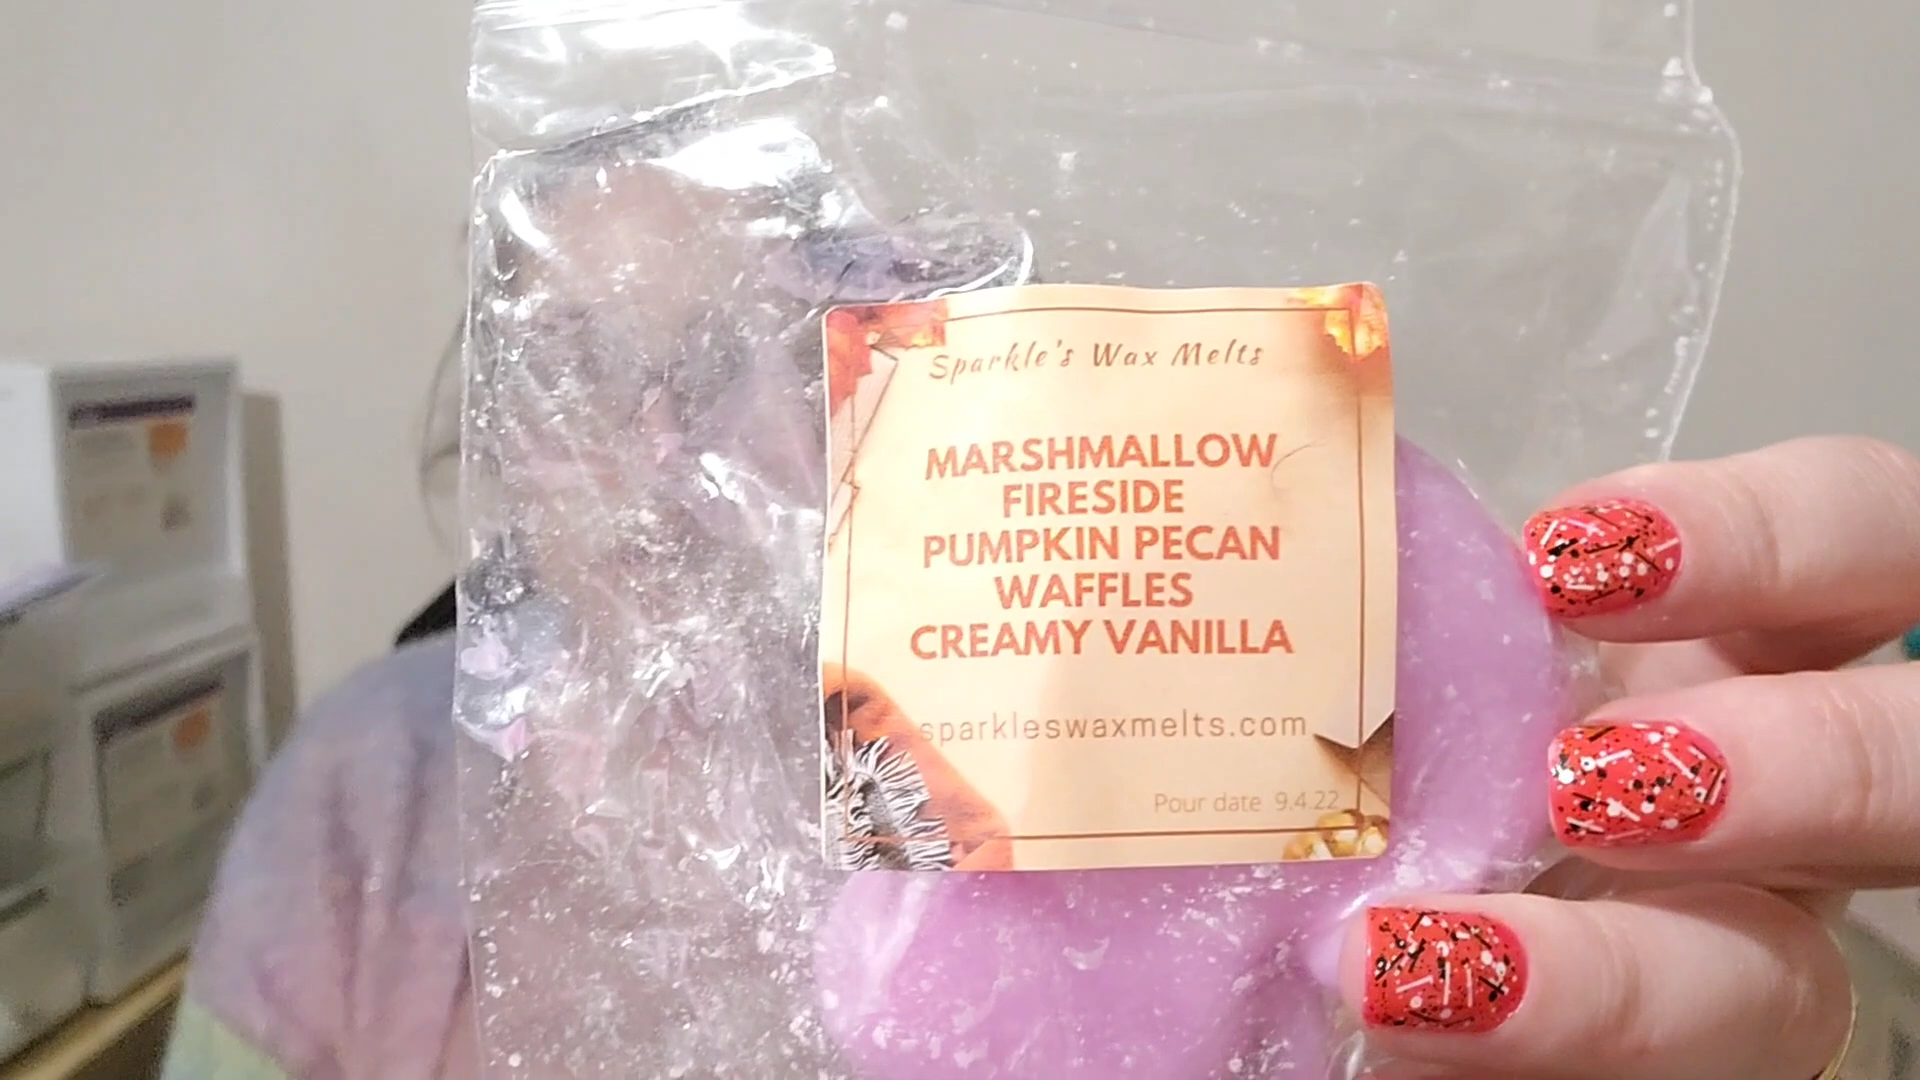 Sparkle's Wax Melts
MARSHMALLOW
FIRESIDE
PUMPKIN PECAN
WAFFLES
CREAMY VANILLA
sparkleswaxmelts.com
Pour date 9.4.22